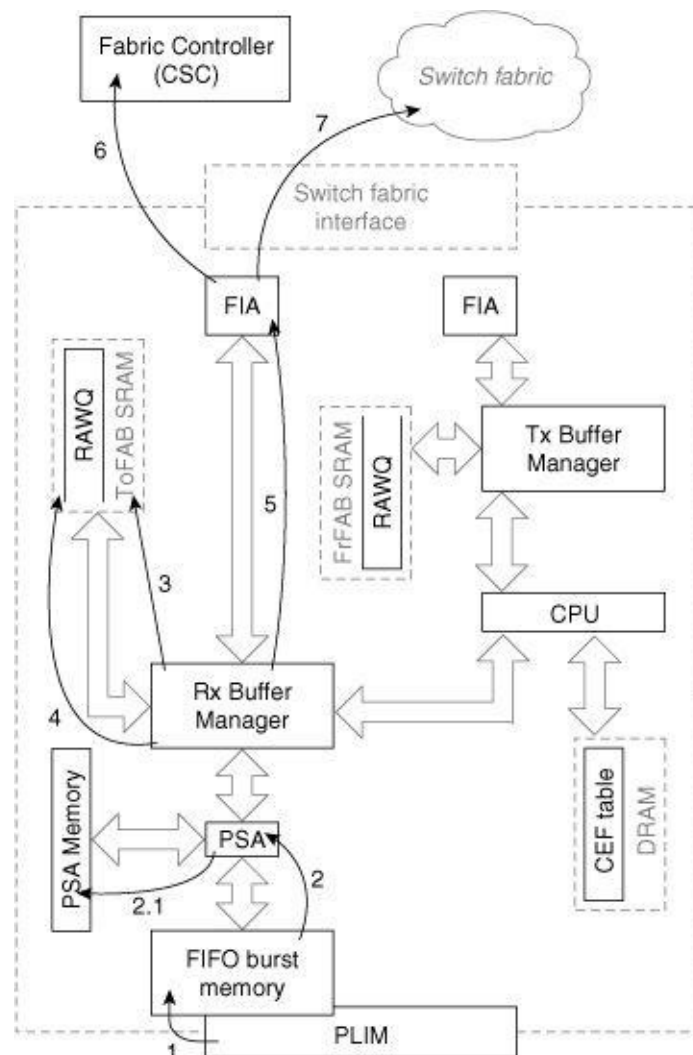 Fabric Controller
(CSC)
Switch fabric
6
7
Switch fabric
interface
FIA
FIA
RAWQ
ToFAB SRAM
FrFAB SRAM
RAWQ
Tx Buffer
Manager
5
3
CPU
Rx Buffer
Manager
4
PSA Memory
PSA
CEF table
DRAM
2
2.1
FIFO burst
memory
PLIM
1